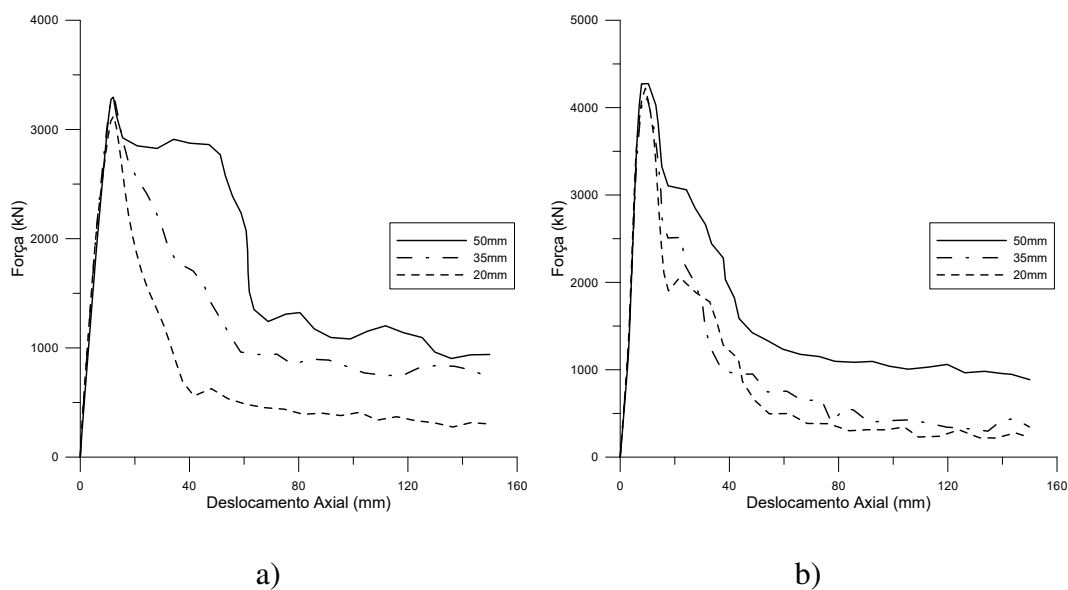 4000
3000
2000
1000
0
Força (kN)
50mm
35mm
20mm
0 40 80 120 160
Deslocamento Axial (mm)
a)
5000
4000
3000
2000
1000
0
Força (kN)
50mm
35mm
20mm
0 40 80 120 160
Deslocamento Axial (mm)
b)